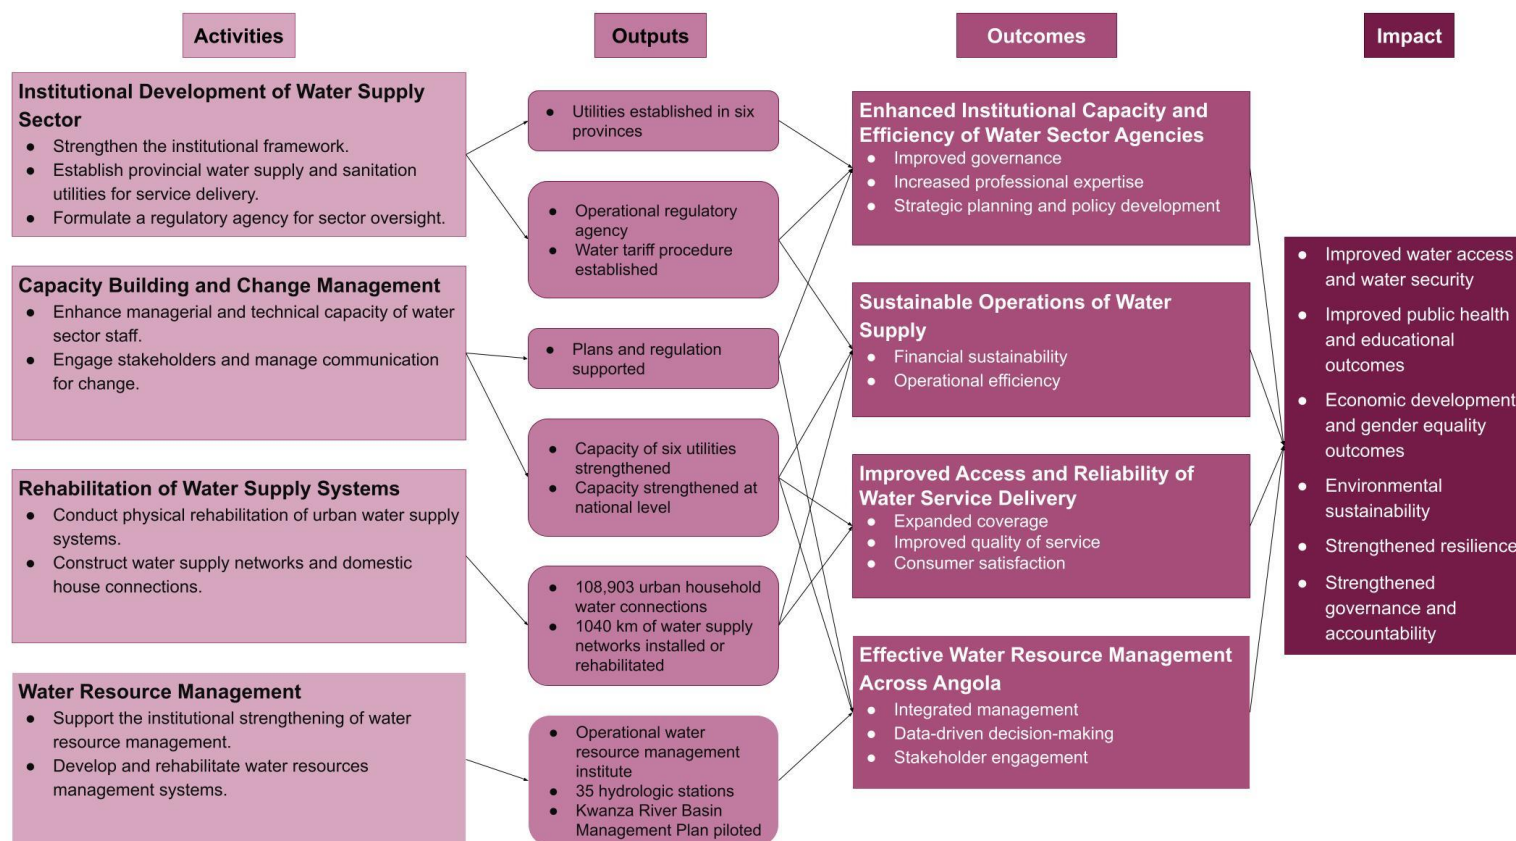 Activities
Outputs
Outcomes
Impact
Institutional Development of Water Supply
Sector
● Strengthen the institutional framework.
● Establish provincial water supply and sanitation
utilities for service delivery.
● Formulate a regulatory agency for sector oversight.
Capacity Building and Change Management
● Enhance managerial and technical capacity of water
sector staff.
● Engage stakeholders and manage communication
for change.
Rehabilitation of Water Supply Systems
● Conduct physical rehabilitation of urban water supply
systems.
● Construct water supply networks and domestic
house connections.
Water Resource Management
● Support the institutional strengthening of water
resource management.
● Develop and rehabilitate water resources
management systems.
● Utilities established in six
provinces
● Operational regulatory
agency
● Water tariff procedure
established
● Plans and regulation
supported
● Capacity of six utilities
strengthened
● Capacity strengthened at
national level
● 108,903 urban household
water connections
● 1040 km of water supply
networks installed or
rehabilitated
● Operational water
resource management
institute
● 35 hydrologic stations
● Kwanza River Basin
Management Plan piloted
Enhanced Institutional Capacity and
Efficiency of Water Sector Agencies
● Improved governance
● Increased professional expertise
● Strategic planning and policy development
Sustainable Operations of Water
Supply
● Financial sustainability
● Operational efficiency
Improved Access and Reliability of
Water Service Delivery
● Expanded coverage
● Improved quality of service
● Consumer satisfaction
Effective Water Resource Management
Across Angola
● Integrated management
● Data-driven decision-making
● Stakeholder engagement
● Improved water access
and water security
● Improved public health
and educational
outcomes
● Economic development
and gender equality
outcomes
● Environmental
sustainability
● Strengthened resilience
● Strengthened
governance and
accountability